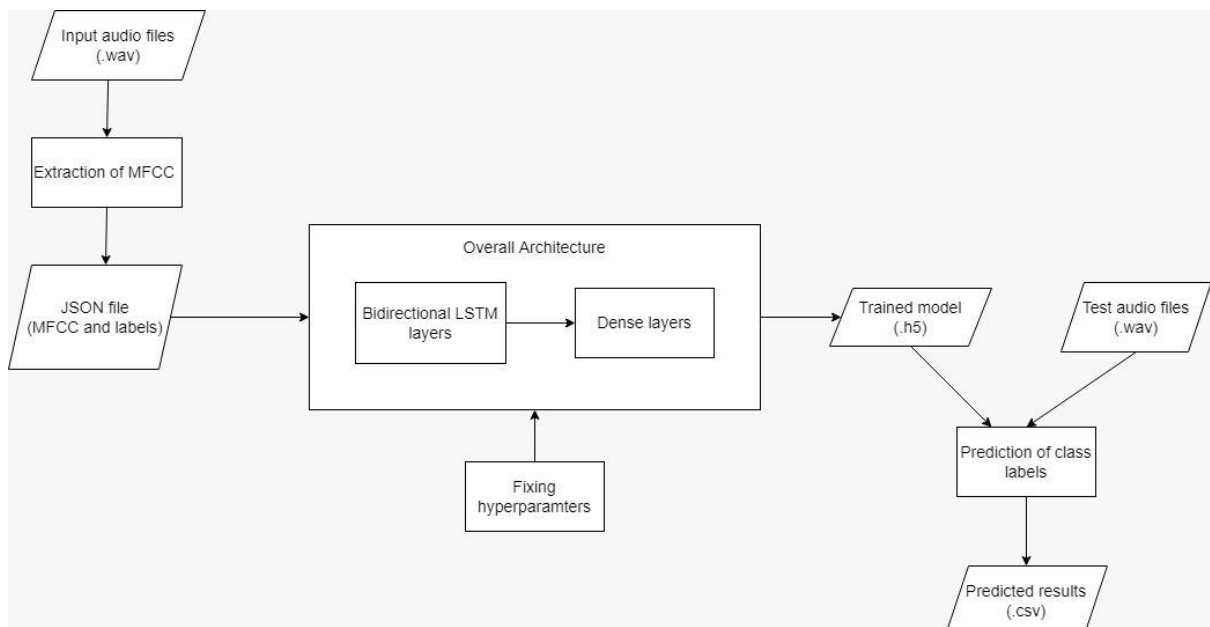 Input audio files
(.wav)
Extraction of MFCC
JSON file
(MFCC and labels)
Overall Architecture
Bidirectional LSTM
layers
Dense layers
Fixing
hyperparamters
Trained model
(.h5)
Test audio files
(.wav)
Prediction of class
labels
Predicted results
(.csv)